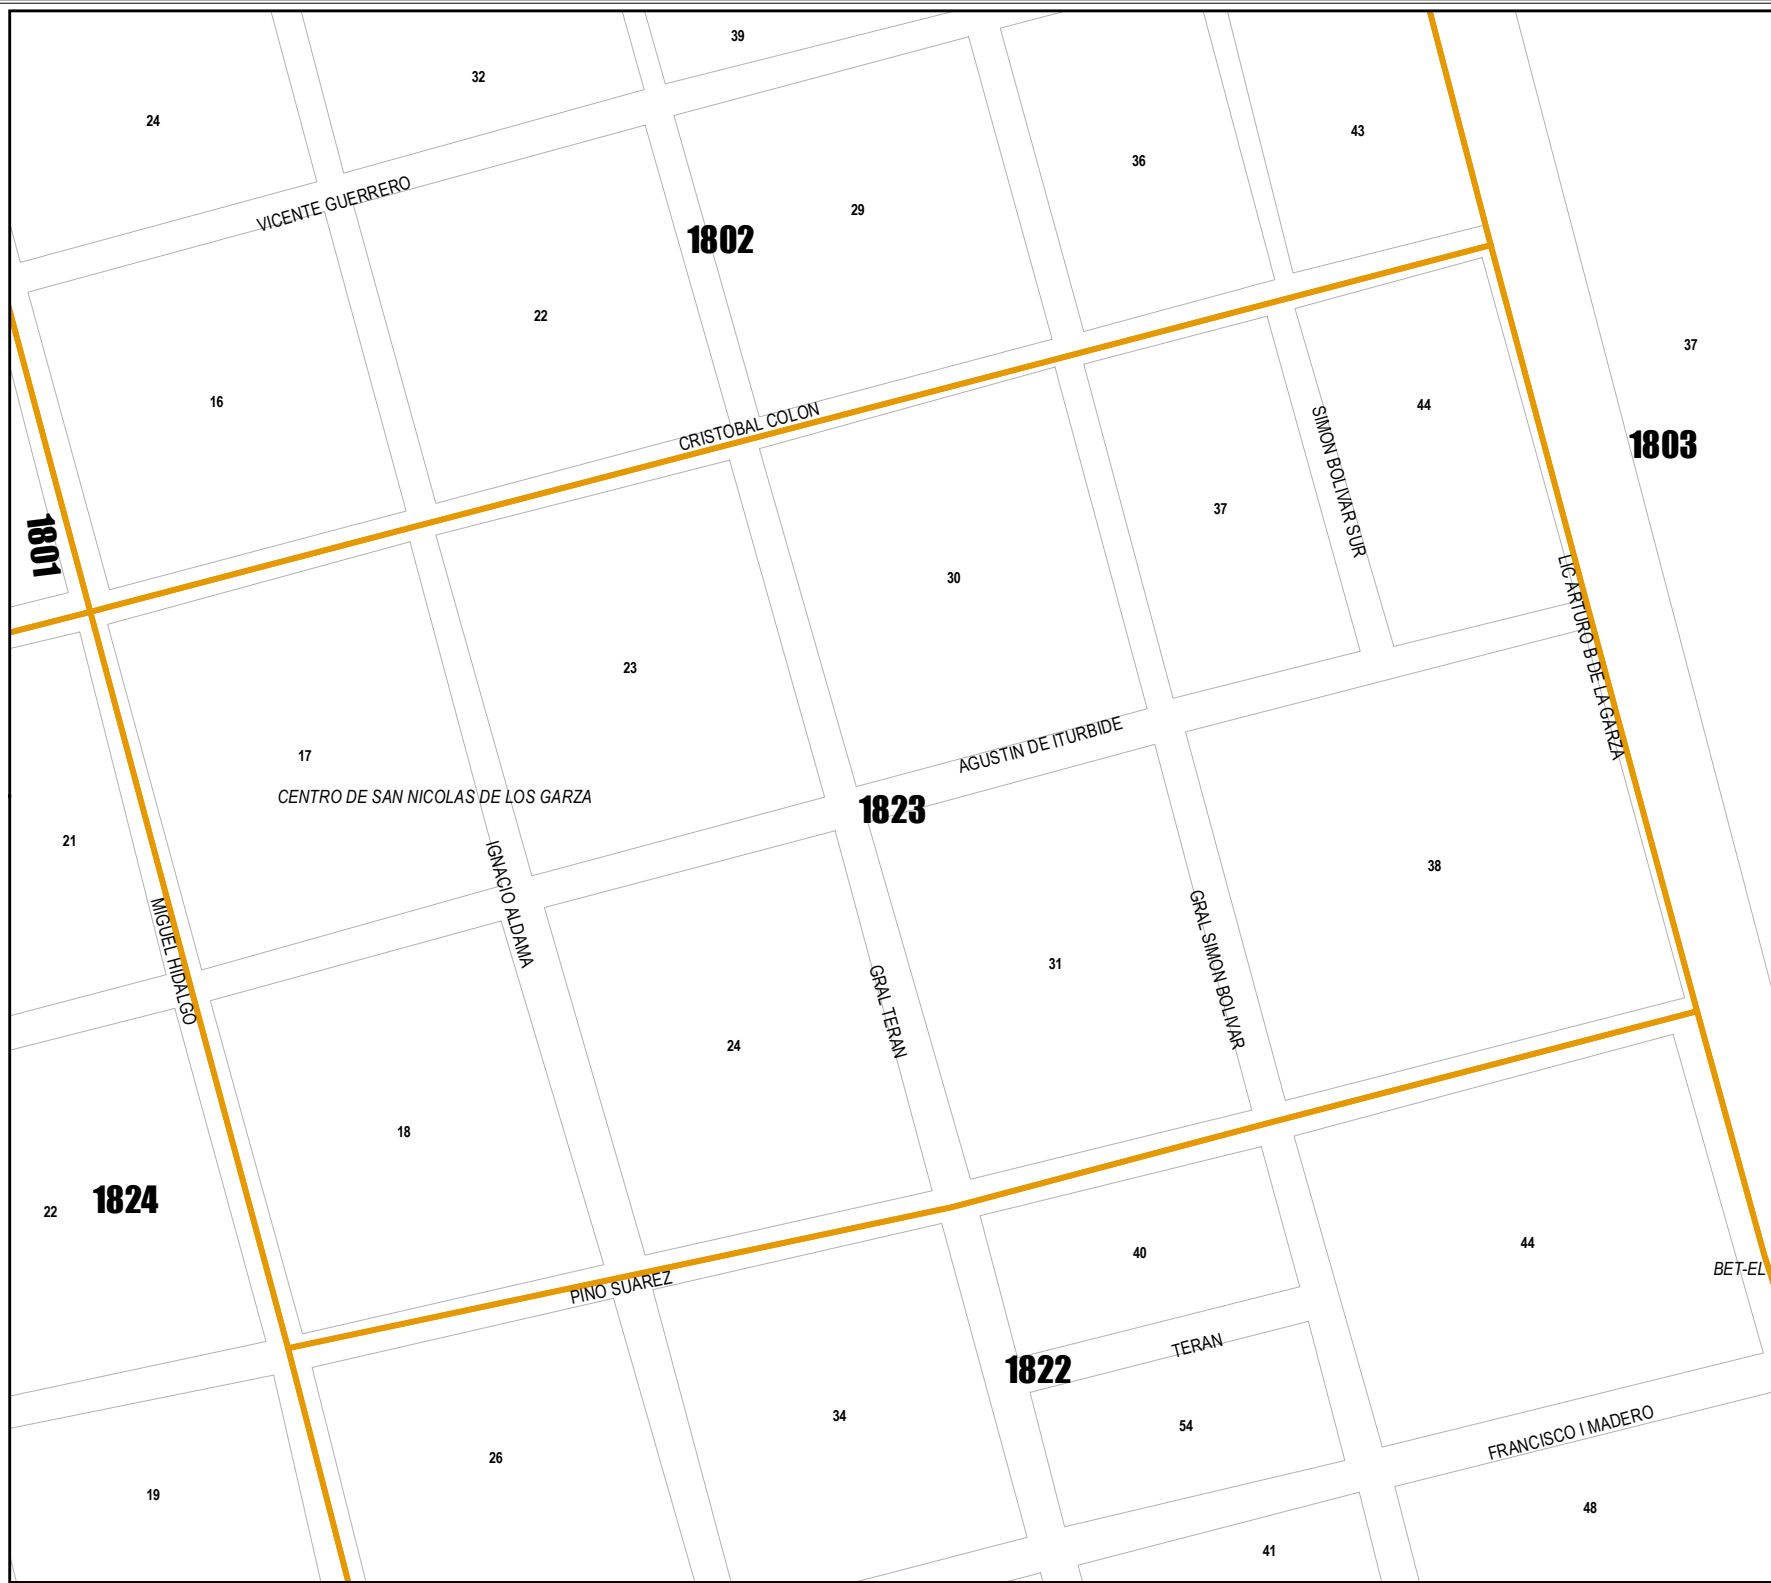 39
32
24
43
36
VICENTE GUERRERO
29
1802
22
37
16
44
CRISTOBAL COLON
1803
SIMON BOLIVAR SUR
37
1801
30
LIC ARTURO B DE LA GARZA
23
AGUSTIN DE ITURBIDE
17
CENTRO DE SAN NICOLAS DE LOS GARZA
1823
21
38
IGNACIO ALDAMA
MIGUEL HIDALGO
31
GRAL SIMON BOLIVAR
GRAL TERAN
24
18
1824
22
44
40
BET-EL
PINO SUAREZ
TERAN
1822
34
54
FRANCISCO I MADERO
26
19
48
41